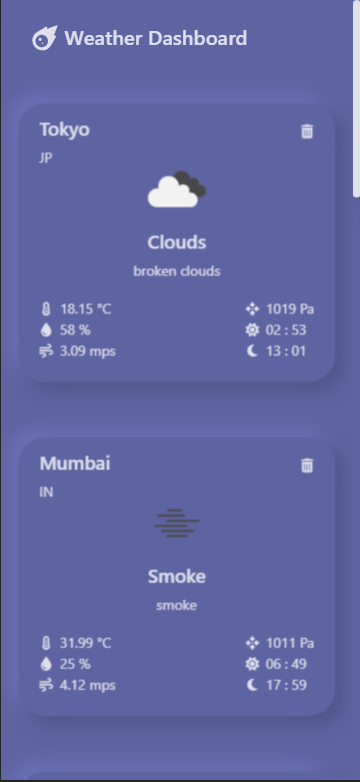 Weather Dashboard
Tokyo
JP
Clouds
broken clouds
18.15 °C
1019 Pa
58 %
02 : 53
3.09 mps
13 : 01
Mumbai
IN
Smoke
smoke
31.99 °C
1011 Pa
25 %
06 : 49
4.12 mps
17 : 59